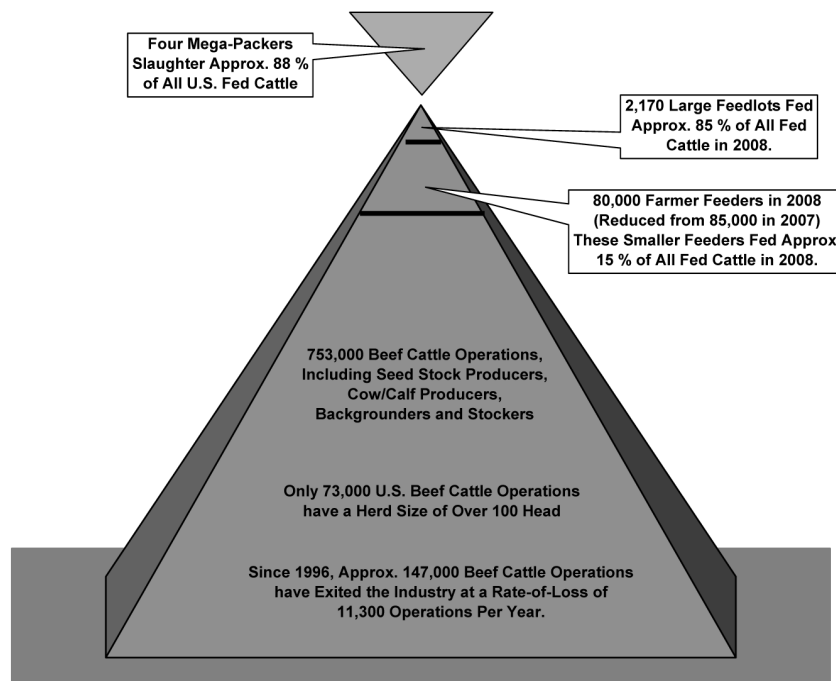 Four Mega-Packers
Slaughter Approx. 88 %
of All U.S. Fed Cattle
2,170 Large Feedlots Fed
Approx. 85 % of All Fed
Cattle in 2008.
80,000 Farmer Feeders in 2008
(Reduced from 85,000 in 2007)
These Smaller Feeders Fed Approx
15 % of All Fed Cattle in 2008.
753,000 Beef Cattle Operations,
Including Seed Stock Producers,
Cow/Calf Producers,
Backgrounders and Stockers
Only 73,000 U.S. Beef Cattle Operations
have a Herd Size of Over 100 Head
Since 1996, Approx. 147,000 Beef Cattle Operations
have Exited the Industry at a Rate-of-Loss of
11,300 Operations Per Year.